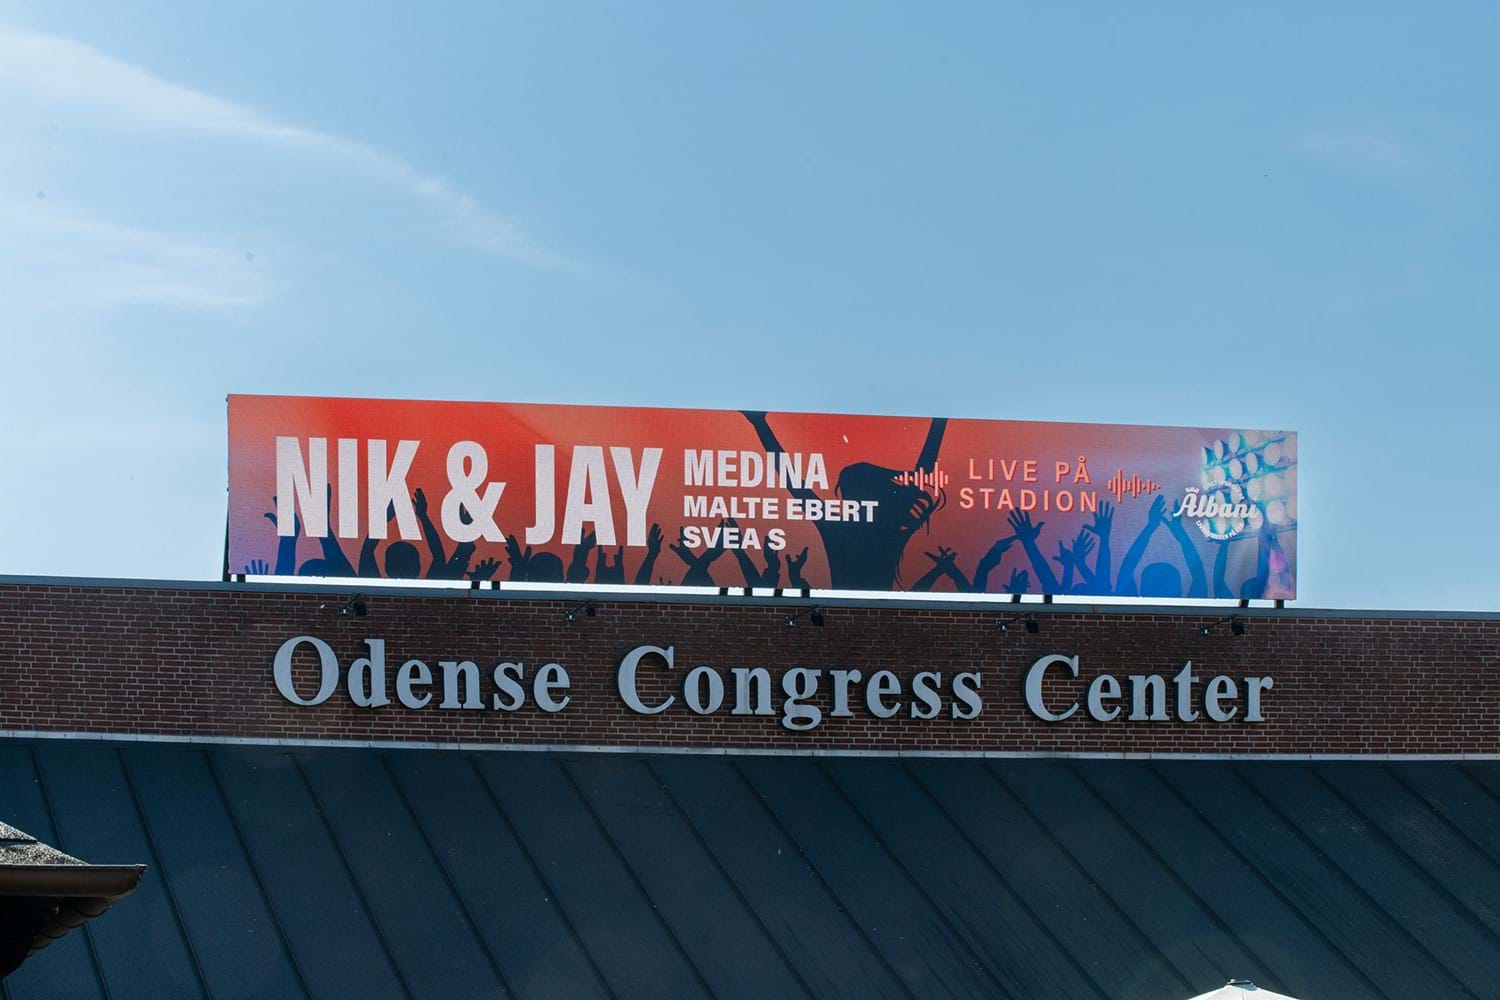 NIK & JAY
MEDINA
MALTE EBERT
SVEA S
LIVE PÅ
STADION
Albani
Odense Congress Center